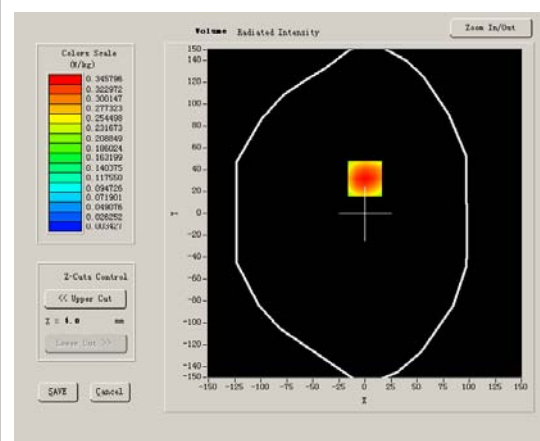 Volume Radiated Intensity
Zoom In/Out
Colors Scale
(W/kg)
0.345796
0.322972
0.300147
0.277323
0.254498
0.231673
0.208849
0.186024
0.163199
0.140375
0.117550
0.094726
0.071901
0.049076
0.026252
0.003427
Z-Cuts Control
<< Upper Cut
Z = 4.0 mm
Lower Cut >>
SAVE
Cancel
150
140
120
100
80
60
40
20
0
-20
-40
-60
-80
-100
-120
-140
-150
Y
-150 -125 -100 -75 -50 -25 0 25 50 75 100 125 150
X